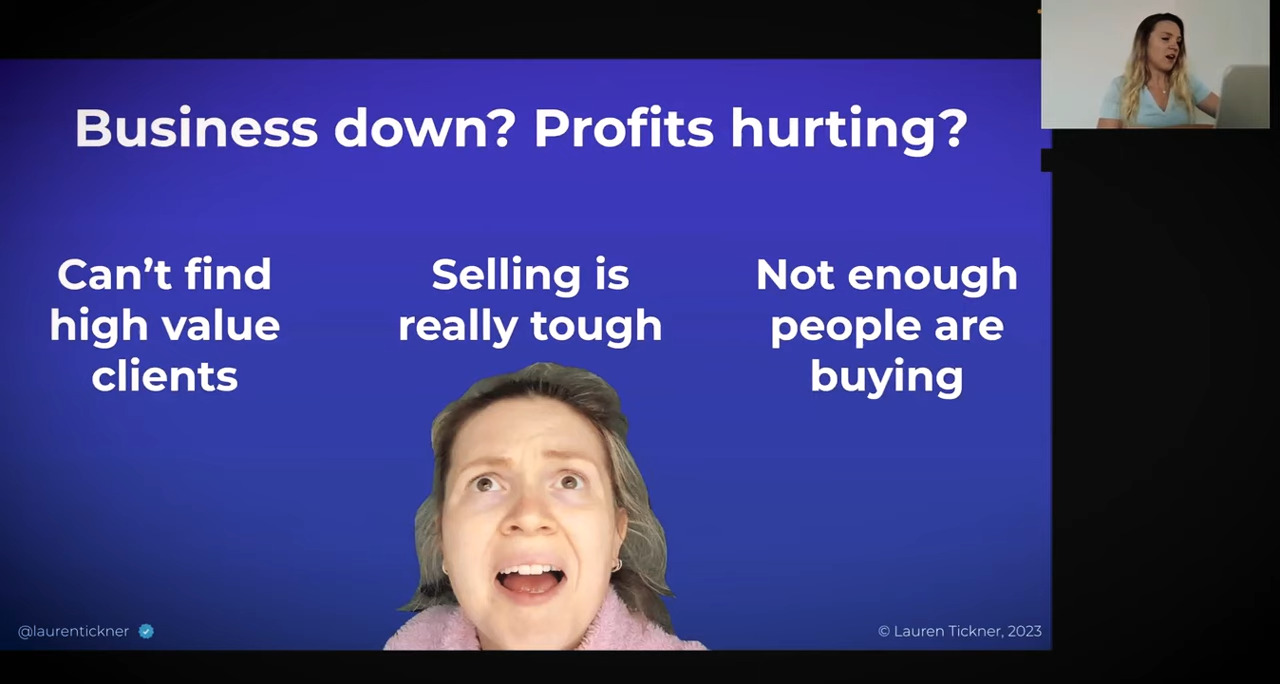 Business down? Profits hurting?
Can’t find
high value
clients
Selling is
really tough
Not enough
people are
buying
@laurentickner
© Lauren Tickner, 2023